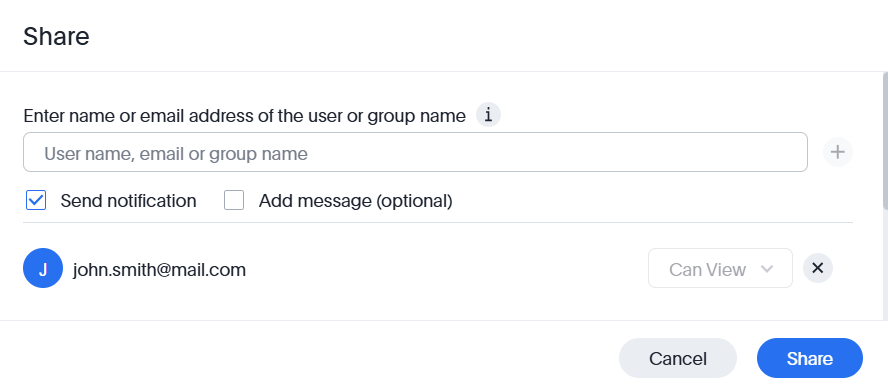 Share
Enter name or email address of the user or group name i
User name, email or group name
Send notification Add message (optional)
J john.smith@mail.com Can View
Cancel Share